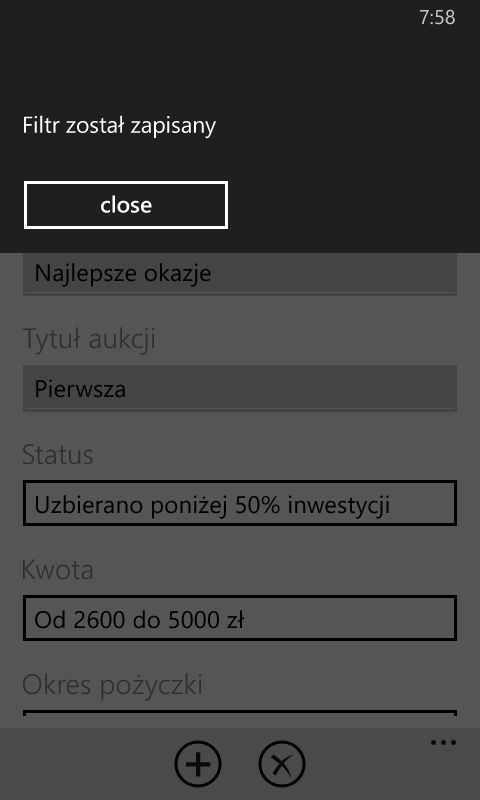 7:58
Filtr został zapisany
close
Najlepsze okazje
Tytuł aukcji
Pierwsza
Status
Uzbierano poniżej 50% inwestycji
Kwota
Od 2600 do 5000 zł
Okres pożyczki